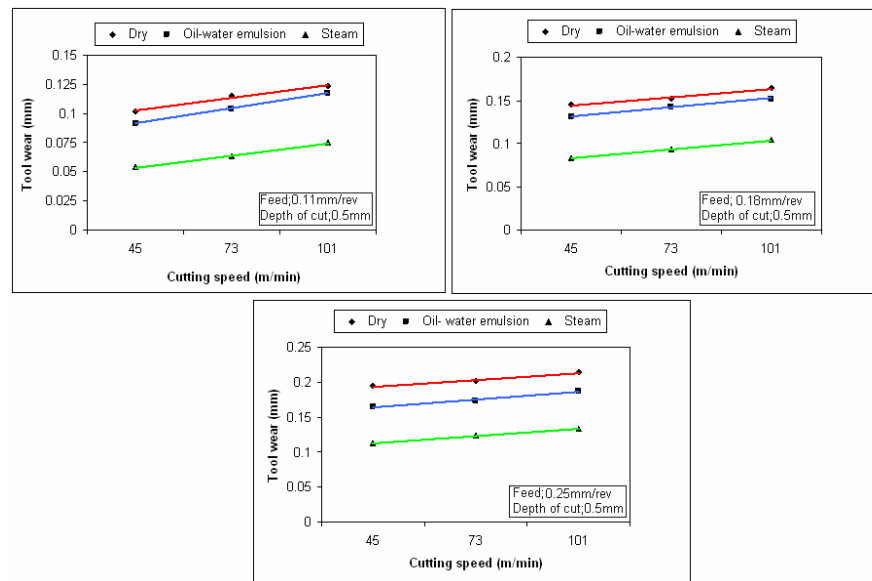 Dry Oil-water emulsion Steam
0.15
0.125
0.1
0.075
0.05
0.025
0
Tool wear (mm)
Feed;0.11mm/rev
Depth of cut;0.5mm
45 73 101
Cutting speed (m/min)
Dry Oil-water emulsion Steam
0.2
0.15
0.1
0.05
0
Tool wear (mm)
Feed; 0.18mm/rev
Depth of cut;0.5mm
45 73 101
Cutting speed (m/min)
Dry Oil- water emulsion Steam
0.25
0.2
0.15
0.1
0.05
0
Tool wear (mm)
Feed;0.25mm/rev
Depth of cut;0.5mm
45 73 101
Cutting speed (m/min)